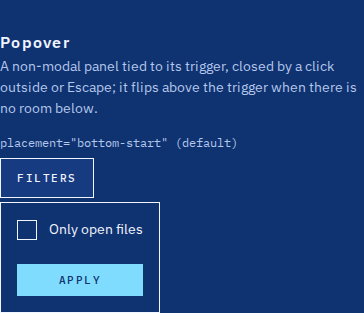 Popover
A non-modal panel tied to its trigger, closed by a click
outside or Escape; it flips above the trigger when there is
no room below.
placement="bottom-start" (default)
FILTERS
Only open files
APPLY